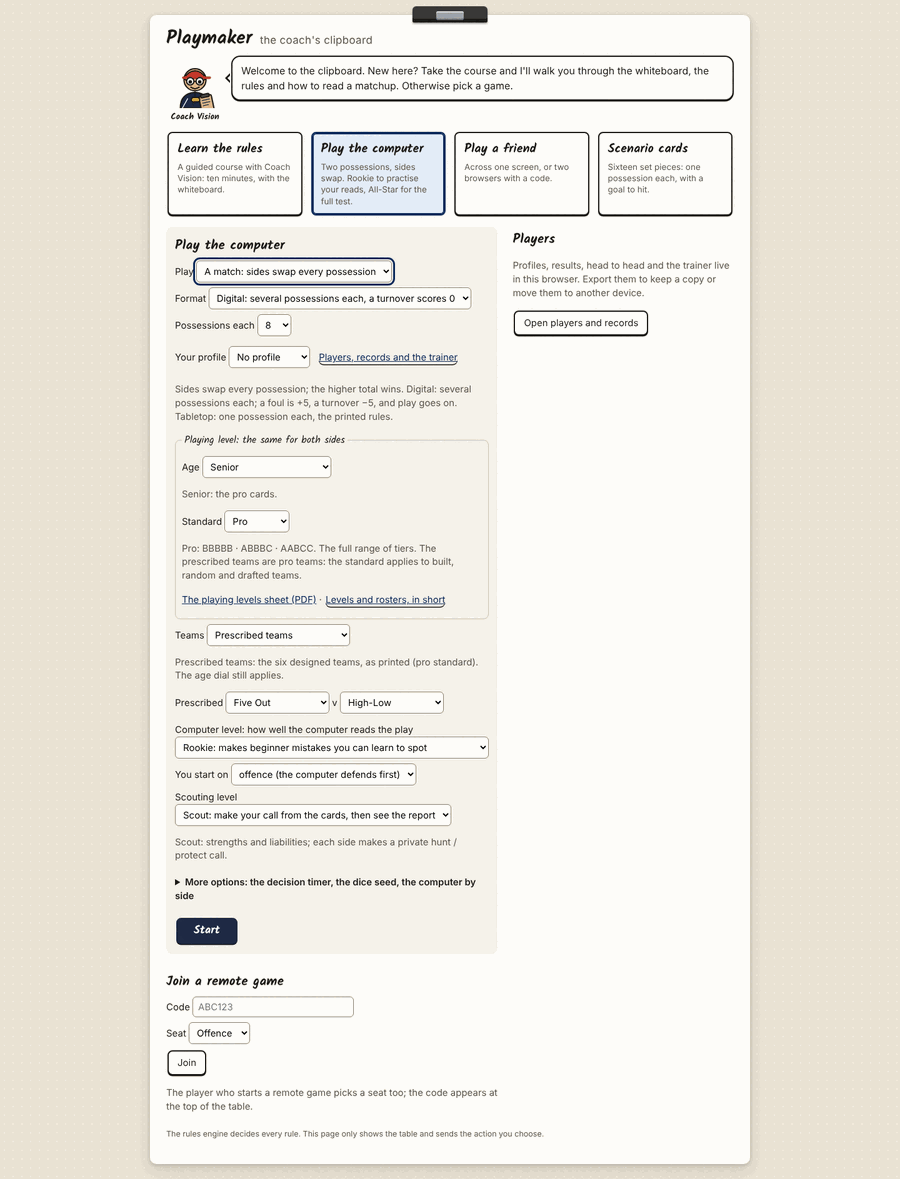 Playmaker the coach's clipboard
Welcome to the clipboard. New here? Take the course and I'll walk you through the whiteboard, the
rules and how to read a matchup. Otherwise pick a game.
Coach Vision
Learn the rules
A guided course with Coach
Vision: ten minutes, with the
whiteboard.
Play the computer
Two possessions, sides
swap. Rookie to practise
your reads, All-Star for the
full test.
Play a friend
Across one screen, or two
browsers with a code.
Scenario cards
Sixteen set pieces: one
possession each, with a
goal to hit.
Play the computer
Play A match: sides swap every possession
Format Digital: several possessions each, a turnover scores 0
Possessions each 8
Your profile No profile Players, records and the trainer
Sides swap every possession; the higher total wins. Digital: several
possessions each; a foul is +5, a turnover −5, and play goes on.
Tabletop: one possession each, the printed rules.
Playing level: the same for both sides
Age Senior
Senior: the pro cards.
Standard Pro
Pro: BBBBB · ABBBC · AABCC. The full range of tiers. The
prescribed teams are pro teams: the standard applies to built,
random and drafted teams.
The playing levels sheet (PDF) · Levels and rosters, in short
Teams Prescribed teams
Prescribed teams: the six designed teams, as printed (pro standard).
The age dial still applies.
Prescribed Five Out v High-Low
Computer level: how well the computer reads the play
Rookie: makes beginner mistakes you can learn to spot
You start on offence (the computer defends first)
Scouting level
Scout: make your call from the cards, then see the report
Scout: strengths and liabilities; each side makes a private hunt /
protect call.
▶ More options: the decision timer, the dice seed, the computer by
side
Start
Players
Profiles, results, head to head and the trainer live
in this browser. Export them to keep a copy or
move them to another device.
Open players and records
Join a remote game
Code ABC123
Seat Offence
Join
The player who starts a remote game picks a seat too; the code appears at
the top of the table.
The rules engine decides every rule. This page only shows the table and sends the action you choose.